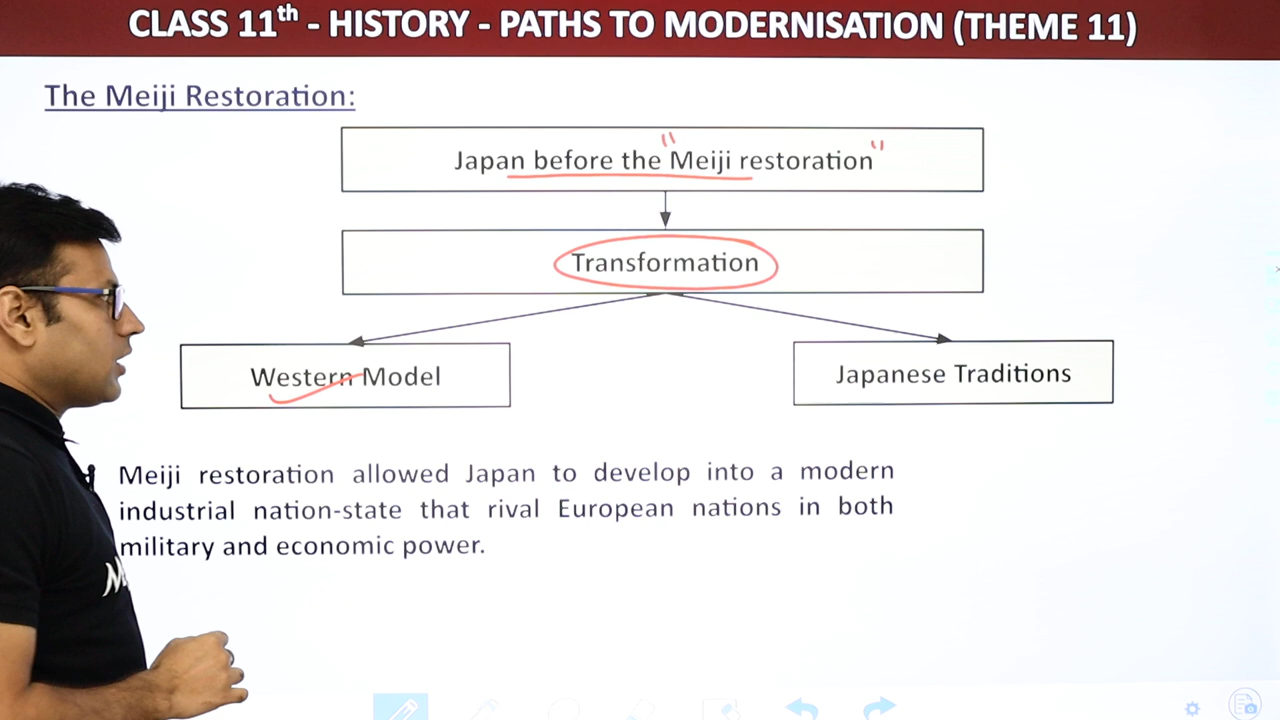 CLASS 11th - HISTORY - PATHS TO MODERNISATION (THEME 11)
The Meiji Restoration:
Japan before the "Meiji restoration"
Transformation
Western Model
Japanese Traditions
Meiji restoration allowed Japan to develop into a modern
industrial nation-state that rival European nations in both
military and economic power.